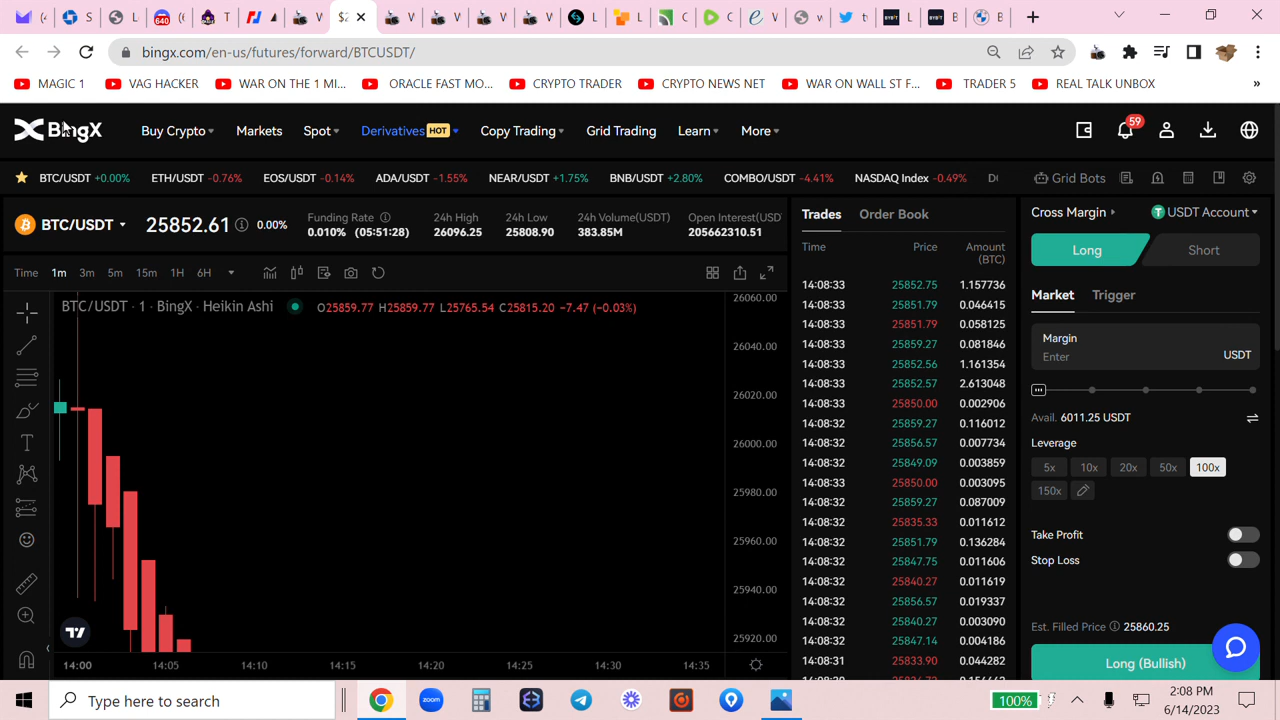 640
T
A
$2
C
C
e
w
t
L
B
B
bingx.com/en-us/futures/forward/BTCUSDT/
MAGIC 1
VAG HACKER
WAR ON THE 1 MI...
ORACLE FAST MO...
CRYPTO TRADER
CRYPTO NEWS NET
WAR ON WALL ST F...
TRADER 5
REAL TALK UNBOX
»
BingX
Buy Crypto
Markets
Spot
Derivatives HOT
Copy Trading
Grid Trading
Learn
More
59
BTC/USDT +0.00%
ETH/USDT -0.76%
EOS/USDT -0.14%
ADA/USDT -1.55%
NEAR/USDT +1.75%
BNB/USDT +2.80%
COMBO/USDT -4.41%
NASDAQ Index -0.49%
Grid Bots
BTC/USDT
25852.61
0.00%
Funding Rate
0.010% (05:51:28)
24h High
26096.25
24h Low
25808.90
24h Volume(USDT)
383.85M
Open Interest(USD
205662310.51
Time 1m 3m 5m 15m 1H 6H
BTC/USDT · 1 · BingX · Heikin Ashi
O25859.77 H25859.77 L25765.54 C25815.20 -7.47 (-0.03%)
26060.00
26040.00
26020.00
26000.00
25980.00
25960.00
25940.00
25920.00
14:00 14:05 14:10 14:15 14:20 14:25 14:30 14:35
Trades Order Book
Time Price Amount
(BTC)
14:08:33 25852.75 1.157736
14:08:33 25851.79 0.046415
14:08:33 25851.79 0.058125
14:08:33 25859.27 0.081846
14:08:33 25852.56 1.161354
14:08:33 25852.57 2.613048
14:08:33 25850.00 0.002906
14:08:32 25859.27 0.116012
14:08:32 25856.57 0.007734
14:08:32 25849.09 0.003859
14:08:33 25850.00 0.003095
14:08:32 25859.27 0.087009
14:08:32 25835.33 0.011612
14:08:32 25851.79 0.136284
14:08:32 25847.75 0.011606
14:08:32 25840.27 0.011619
14:08:32 25856.57 0.019337
14:08:32 25840.27 0.003090
14:08:32 25847.14 0.004186
14:08:31 25833.90 0.044282
Cross Margin
USDT Account
Long Short
Market Trigger
Margin
Enter
USDT
Avail. 6011.25 USDT
Leverage
5x 10x 20x 50x 100x
150x
Take Profit
Stop Loss
Est. Filled Price 25860.25
Long (Bullish)
Type here to search
zoom
100%
2:08 PM
6/14/2023